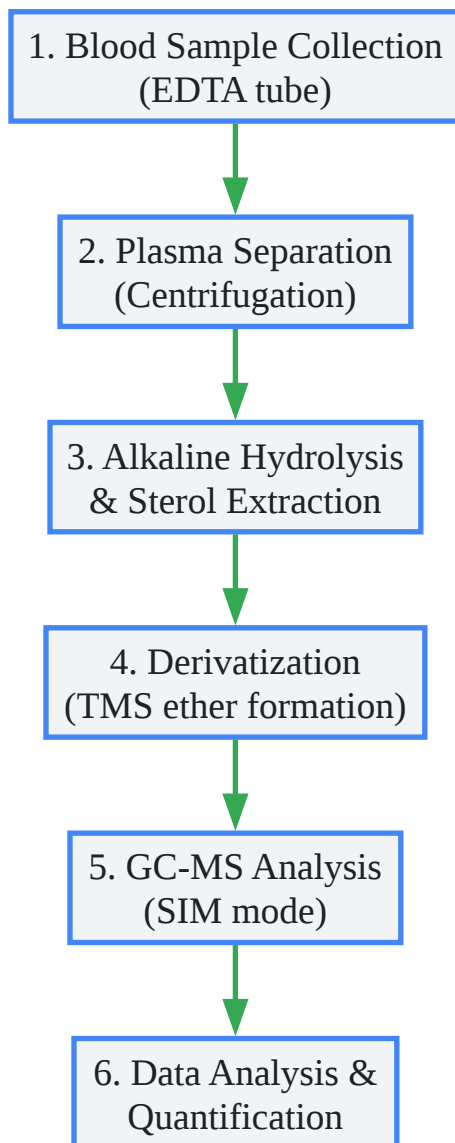 1. Blood Sample Collection
(EDTA tube)
2. Plasma Separation
(Centrifugation)
3. Alkaline Hydrolysis
& Sterol Extraction
4. Derivatization
(TMS ether formation)
5. GC-MS Analysis
(SIM mode)
6. Data Analysis &
Quantification